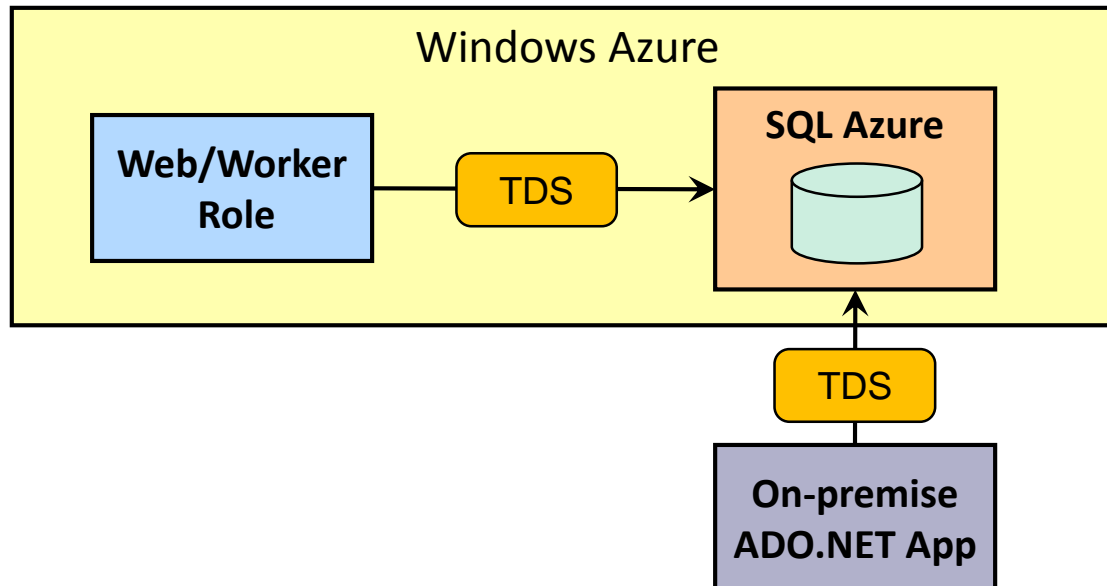 Windows Azure
Web/Worker
Role
TDS
SQL Azure
TDS
On-premise
ADO.NET App